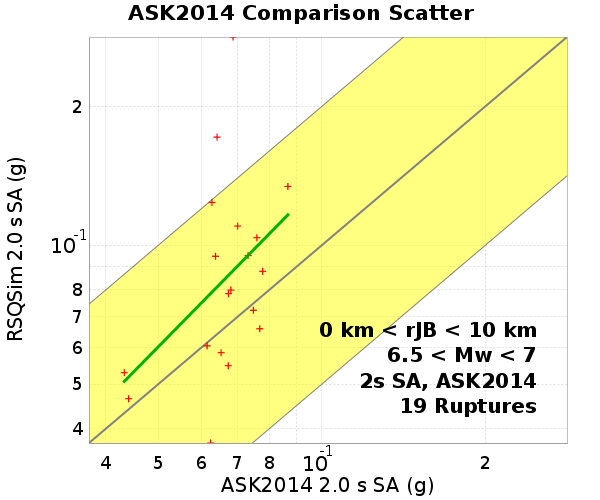 ASK2014 Comparison Scatter
RSQSim 2.0 s SA (g)
2
10-1
8
7
6
5
4
0 km < rJB < 10 km
6.5 < Mw < 7
2s SA, ASK2014
19 Ruptures
4 5 6 7 8 10-1 2
ASK2014 2.0 s SA (g)